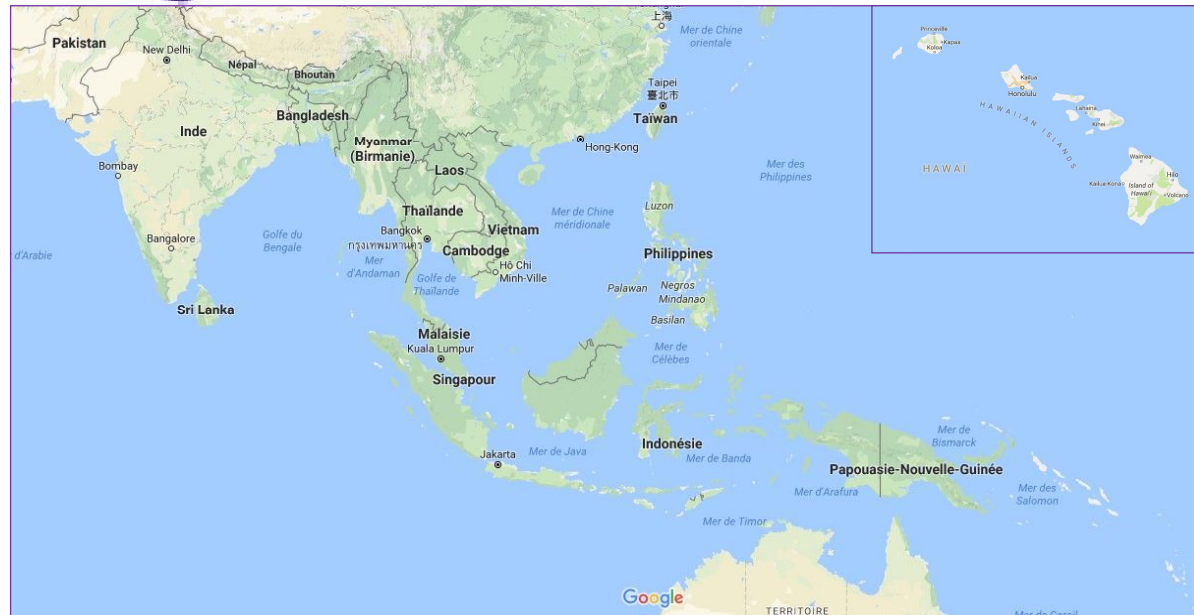 上海
Mer de Chine
orientale
Pakistan
New Delhi
Népal
Bhoutan
Bangladesh
Inde
Myanmar
(Birmanie)
Taipei
臺北市
Taïwan
Hong-Kong
Bombay
Laos
Mer des
Philippines
Luzon
Mer de Chine
méridionale
Thaïlande
Bangkok
กรุงเทพมหานคร
Vietnam
Cambodge
Hô Chi
Minh-Ville
Golfe du
Bengale
Bangalore
d'Arabie
Mer
d'Andaman
Golfe de
Thaïlande
Philippines
Palawan
Negros
Mindanao
Basilan
Sri Lanka
Malaisie
Kuala Lumpur
Singapour
Mer de
Célèbes
Indonésie
Mer de Java
Mer de Banda
Jakarta
Mer de
Bismarck
Papouasie-Nouvelle-Guinée
Mer d'Arafura
Mer des
Salomon
Mer de Timor
Google
TERRITOIRE
Mer de Corail
Princeville
Kapaa
Koloa
Kailua
Honolulu
HAWAIIAN ISLANDS
Lahaina
Kihei
HAWAÏ
Waimea
Hilo
Kailua-Kona
Island of
Hawai'i
Volcano